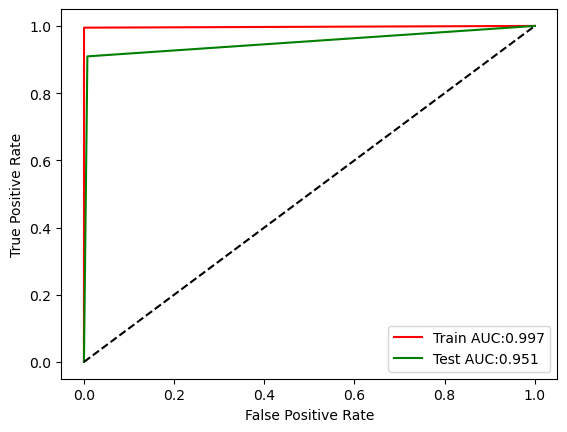 1.0
0.8
0.6
0.4
0.2
0.0
True Positive Rate
Train AUC:0.997
Test AUC:0.951
0.0 0.2 0.4 0.6 0.8 1.0
False Positive Rate